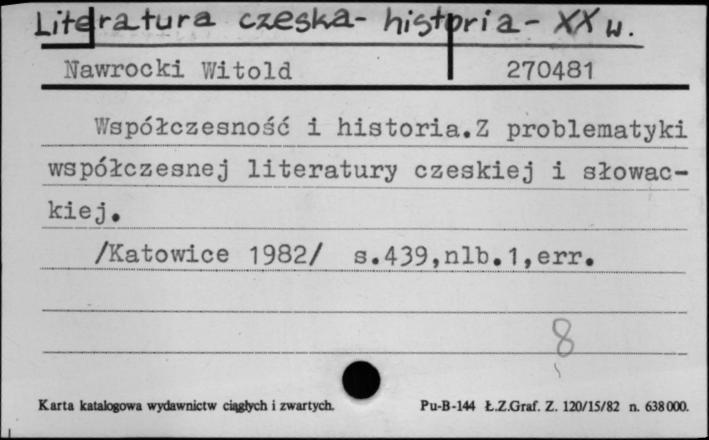 Literatura czeska - historia - XX w.
Nawrocki Witold 270481
Współczesność i historia.Z problematyki
współczesnej literatury czeskiej i słowac-
kiej.
/Katowice 1982/ s.439,nlb.1,err.
8
Karta katalogowa wydawnictw ciągłych i zwartych. Pu-B-144 Ł.Z.Graf. Z. 120/15/82 n. 638000.